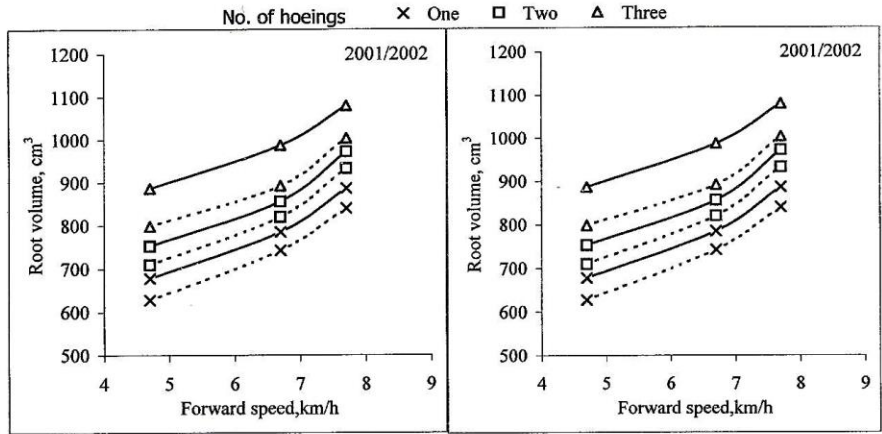 No. of hoeings One Two Three
2001/2002
1200
1100
1000
900
800
700
600
500
Root volume, cm³
4 5 6 7 8 9
Forward speed,km/h
2001/2002
1200
1100
1000
900
800
700
600
500
Root volume, cm³
4 5 6 7 8 9
Forward speed,km/h